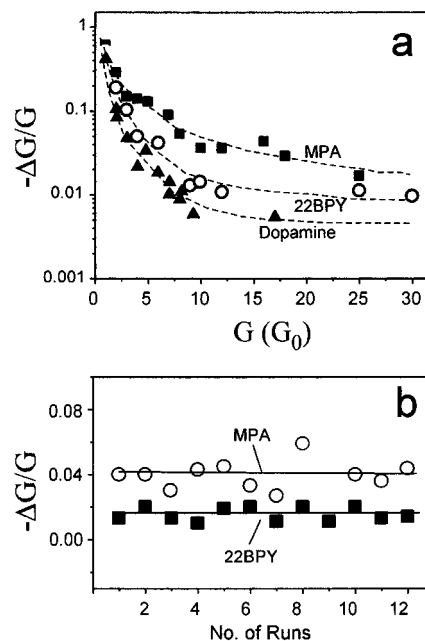 a
-ΔG/G
1
0.1
0.01
0.001
MPA
22BPY
Dopamine
0 5 10 15 20 25 30
G (G₀)
b
-ΔG/G
0.08
0.04
0.00
MPA
22BPY
2 4 6 8 10 12
No. of Runs